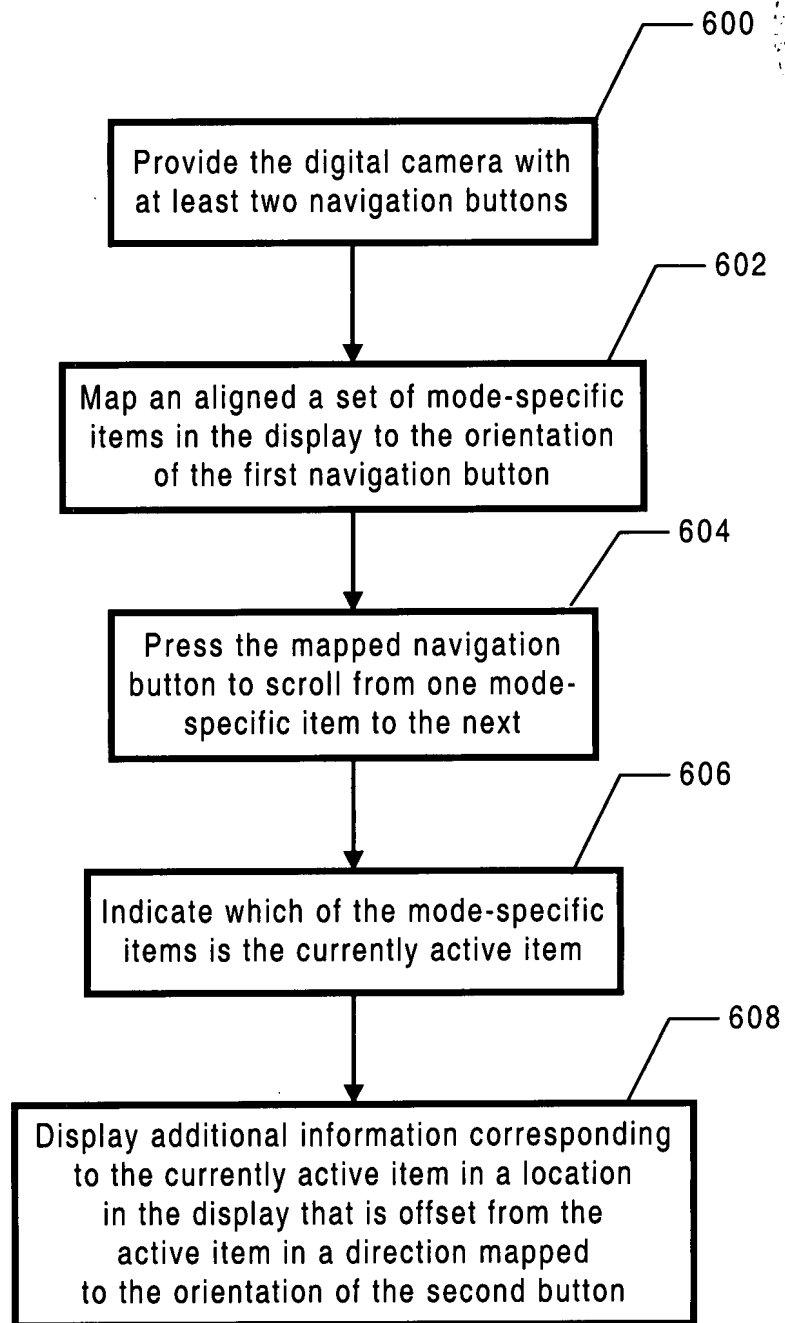 600
Provide the digital camera with
at least two navigation buttons
602
Map an aligned a set of mode-specific
items in the display to the orientation
of the first navigation button
604
Press the mapped navigation
button to scroll from one mode-
specific item to the next
606
Indicate which of the mode-specific
items is the currently active item
608
Display additional information corresponding
to the currently active item in a location
in the display that is offset from the
active item in a direction mapped
to the orientation of the second button